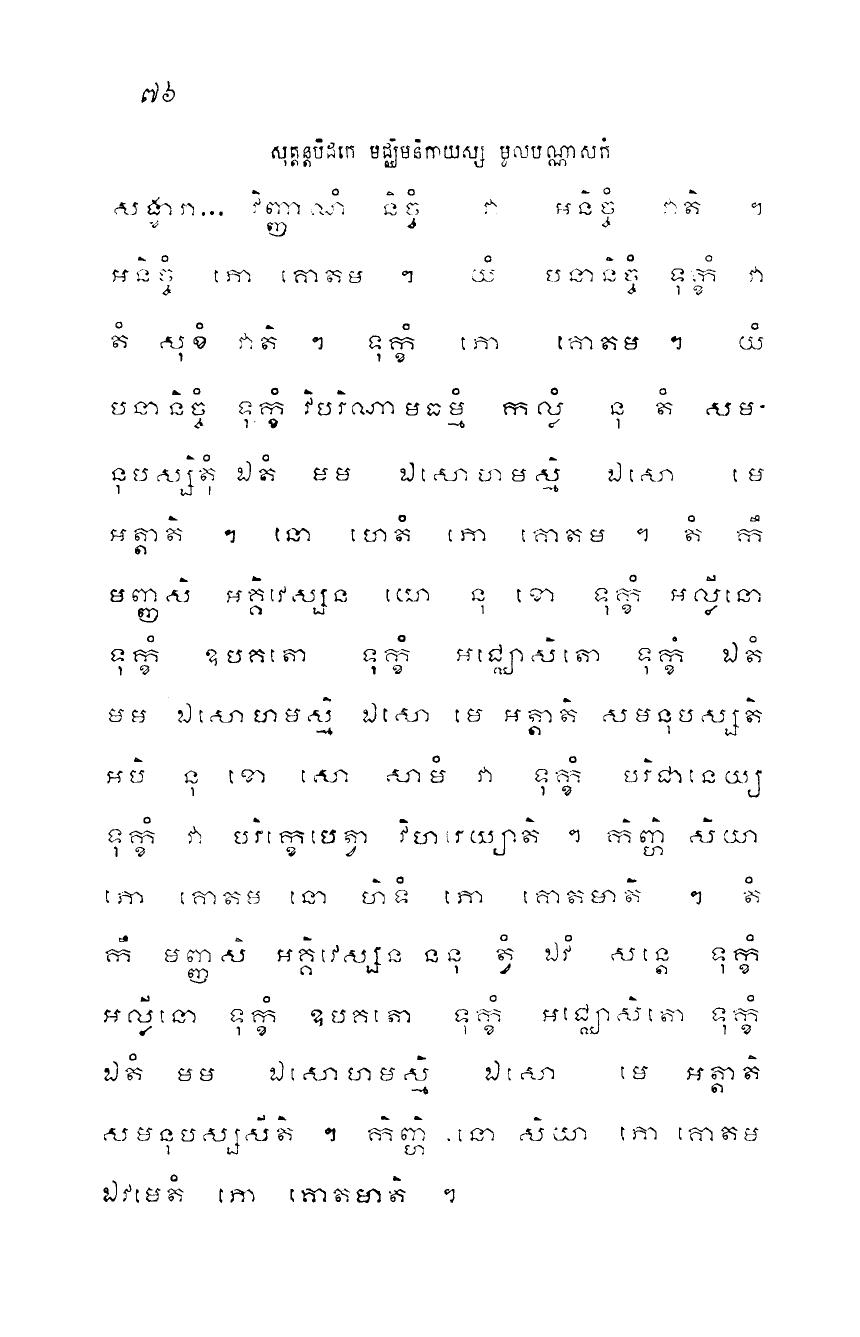 ៧៦
សុត្តន្តបិដកេ មជ្ឈិមនិកាយស្ស មូលបណ្ណាសកំ
សង្ខារា... វិញ្ញាណំ និច្ចំ វា អនិច្ចំ វាតិ ។
អនិច្ចំ ភោ គោតម ។ យំ បនានិច្ចំ ទុក្ខំ វា
តំ សុខំ វាតិ ។ ទុក្ខំ ភោ គោតម ។ យំ
បនានិច្ចំ ទុក្ខំ វិបរិណាមធម្មំ កល្លំ នុ តំ សម-
នុបស្សិតុំ ឯតំ មម ឯសោហមស្មិ ឯសោ មេ
អត្តាតិ ។ នោ ហេតំ ភោ គោតម ។ តំ កឹ
មញ្ញសិ អគ្គិវេស្សន យោ នុ ខោ ទុក្ខំ អល្លីនោ
ទុក្ខំ ឧបគតោ ទុក្ខំ អជ្ឈោសិតោ ទុក្ខំ ឯតំ
មម ឯសោហមស្មិ ឯសោ មេ អត្តាតិ សមនុបស្សតិ
អបិ នុ ខោ សោ សាមំ វា ទុក្ខំ បរិជានេយ្យ
ទុក្ខំ វា បរិក្ខេបេត្វា វិហរេយ្យាតិ ។ កិញ្ហិ សិយា
ភោ គោតម នោ ហិទំ ភោ គោតមាតិ ។ តំ
កឹ មញ្ញសិ អគ្គិវេស្សន ននុ ត្វំ ឯវំ សន្តេ ទុក្ខំ
អល្លីនោ ទុក្ខំ ឧបគតោ ទុក្ខំ អជ្ឈោសិតោ ទុក្ខំ
ឯតំ មម ឯសោហមស្មិ ឯសោ មេ អត្តាតិ
សមនុបស្សសីតិ ។ កិញ្ហិ នោ សិយា ភោ គោតម
ឯវមេតំ ភោ គោតមាតិ ។